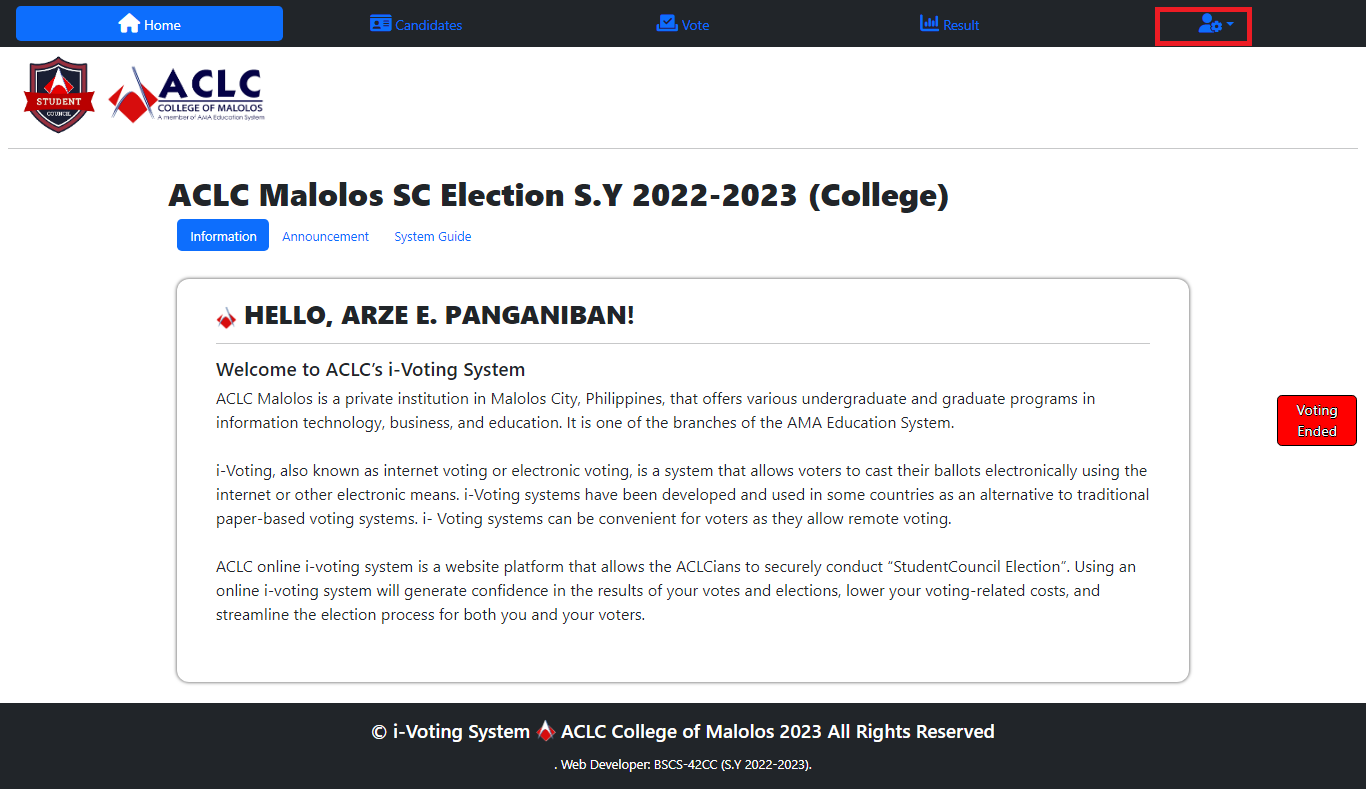 Home
Candidates
Vote
Result
STUDENT
COUNCIL
ACLC
COLLEGE OF MALOLOS
A member of AMA Education System
ACLC Malolos SC Election S.Y 2022-2023 (College)
Information
Announcement
System Guide
HELLO, ARZE E. PANGANIBAN!
Welcome to ACLC’s i-Voting System
ACLC Malolos is a private institution in Malolos City, Philippines, that offers various undergraduate and graduate programs in
information technology, business, and education. It is one of the branches of the AMA Education System.
i-Voting, also known as internet voting or electronic voting, is a system that allows voters to cast their ballots electronically using the
internet or other electronic means. i-Voting systems have been developed and used in some countries as an alternative to traditional
paper-based voting systems. i- Voting systems can be convenient for voters as they allow remote voting.
ACLC online i-voting system is a website platform that allows the ACLCians to securely conduct “StudentCouncil Election”. Using an
online i-voting system will generate confidence in the results of your votes and elections, lower your voting-related costs, and
streamline the election process for both you and your voters.
Voting
Ended
© i-Voting System ACLC College of Malolos 2023 All Rights Reserved
. Web Developer: BSCS-42CC (S.Y 2022-2023).